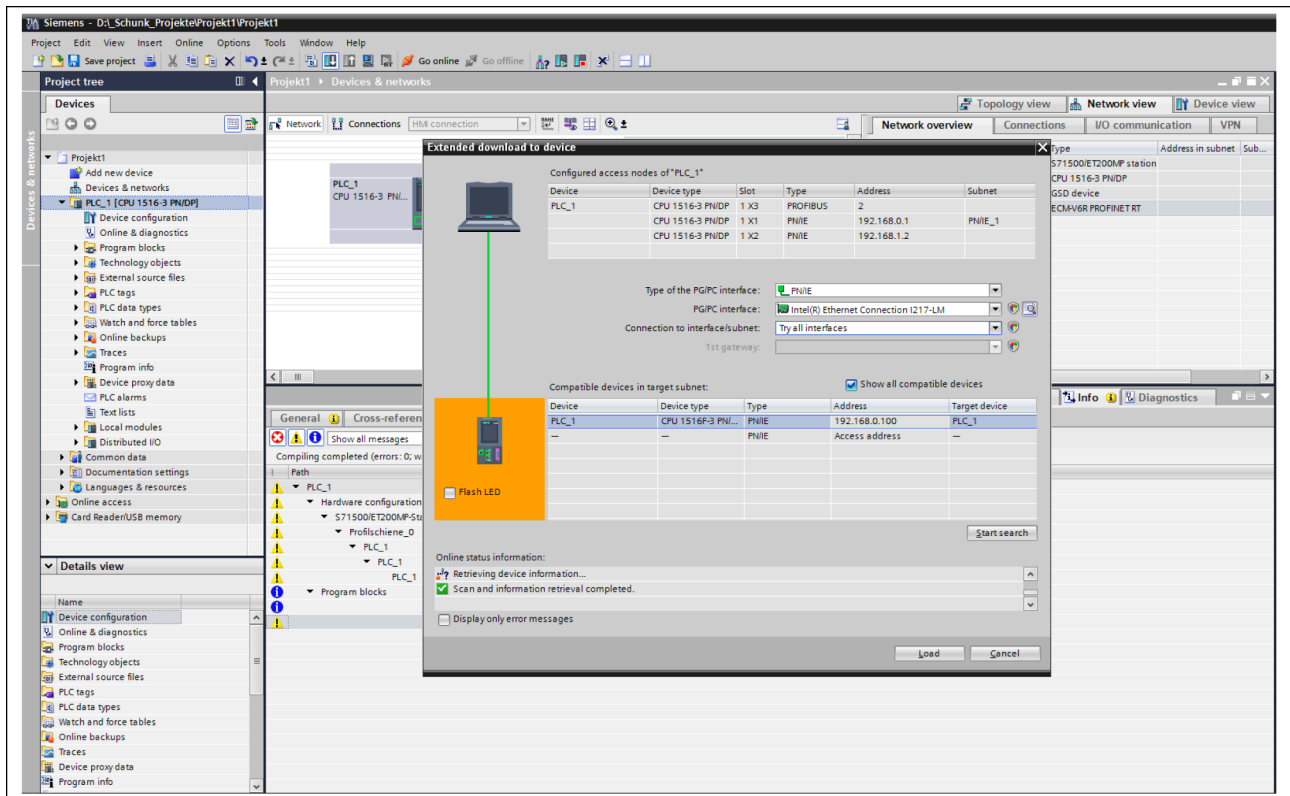 Siemens - D:\_Schunk_Projekte\Projekt1\Projekt1
Project Edit View Insert Online Options Tools Window Help
Save project Go online Go offline
Project tree
Projekt1 Devices & networks
Devices
Topology view Network view Device view
Network Connections HMI connection
Network overview Connections I/O communication VPN
Devices & networks
Projekt1
Add new device
Devices & networks
PLC_1 [CPU 1516-3 PN/DP]
Device configuration
Online & diagnostics
Program blocks
Technology objects
External source files
PLC tags
PLC data types
Watch and force tables
Online backups
Traces
Program info
Device proxy data
PLC alarms
Text lists
Local modules
Distributed I/O
Common data
Documentation settings
Languages & resources
Online access
Card Reader/USB memory
Details view
Name
Device configuration
Online & diagnostics
Program blocks
Technology objects
External source files
PLC tags
PLC data types
Watch and force tables
Online backups
Traces
Device proxy data
Program info
PLC_1
CPU 1516-3 PN/...
Type Address in subnet Sub...
S71500/ET200MP station
CPU 1516-3 PN/DP
GSD device
ECM-V6R PROFINET RT
Info Diagnostics
General Cross-referen
Show all messages
Compiling completed (errors: 0; w
! Path
PLC_1
Hardware configuration
S71500/ET200MP-Sta
Profilschiene_0
PLC_1
PLC_1
PLC_1
Program blocks
Extended download to device
Configured access nodes of "PLC_1"
Device Device type Slot Type Address Subnet
PLC_1 CPU 1516-3 PN/DP 1 X3 PROFIBUS 2
CPU 1516-3 PN/DP 1 X1 PN/IE 192.168.0.1 PN/IE_1
CPU 1516-3 PN/DP 1 X2 PN/IE 192.168.1.2
Type of the PG/PC interface: PN/IE
PG/PC interface: Intel(R) Ethernet Connection I217-LM
Connection to interface/subnet: Try all interfaces
1st gateway:
Compatible devices in target subnet: Show all compatible devices
Device Device type Type Address Target device
PLC_1 CPU 1516F-3 PN/... PN/IE 192.168.0.100 PLC_1
— — PN/IE Access address —
Flash LED
Start search
Online status information:
Retrieving device information...
Scan and information retrieval completed.
Display only error messages
Load Cancel